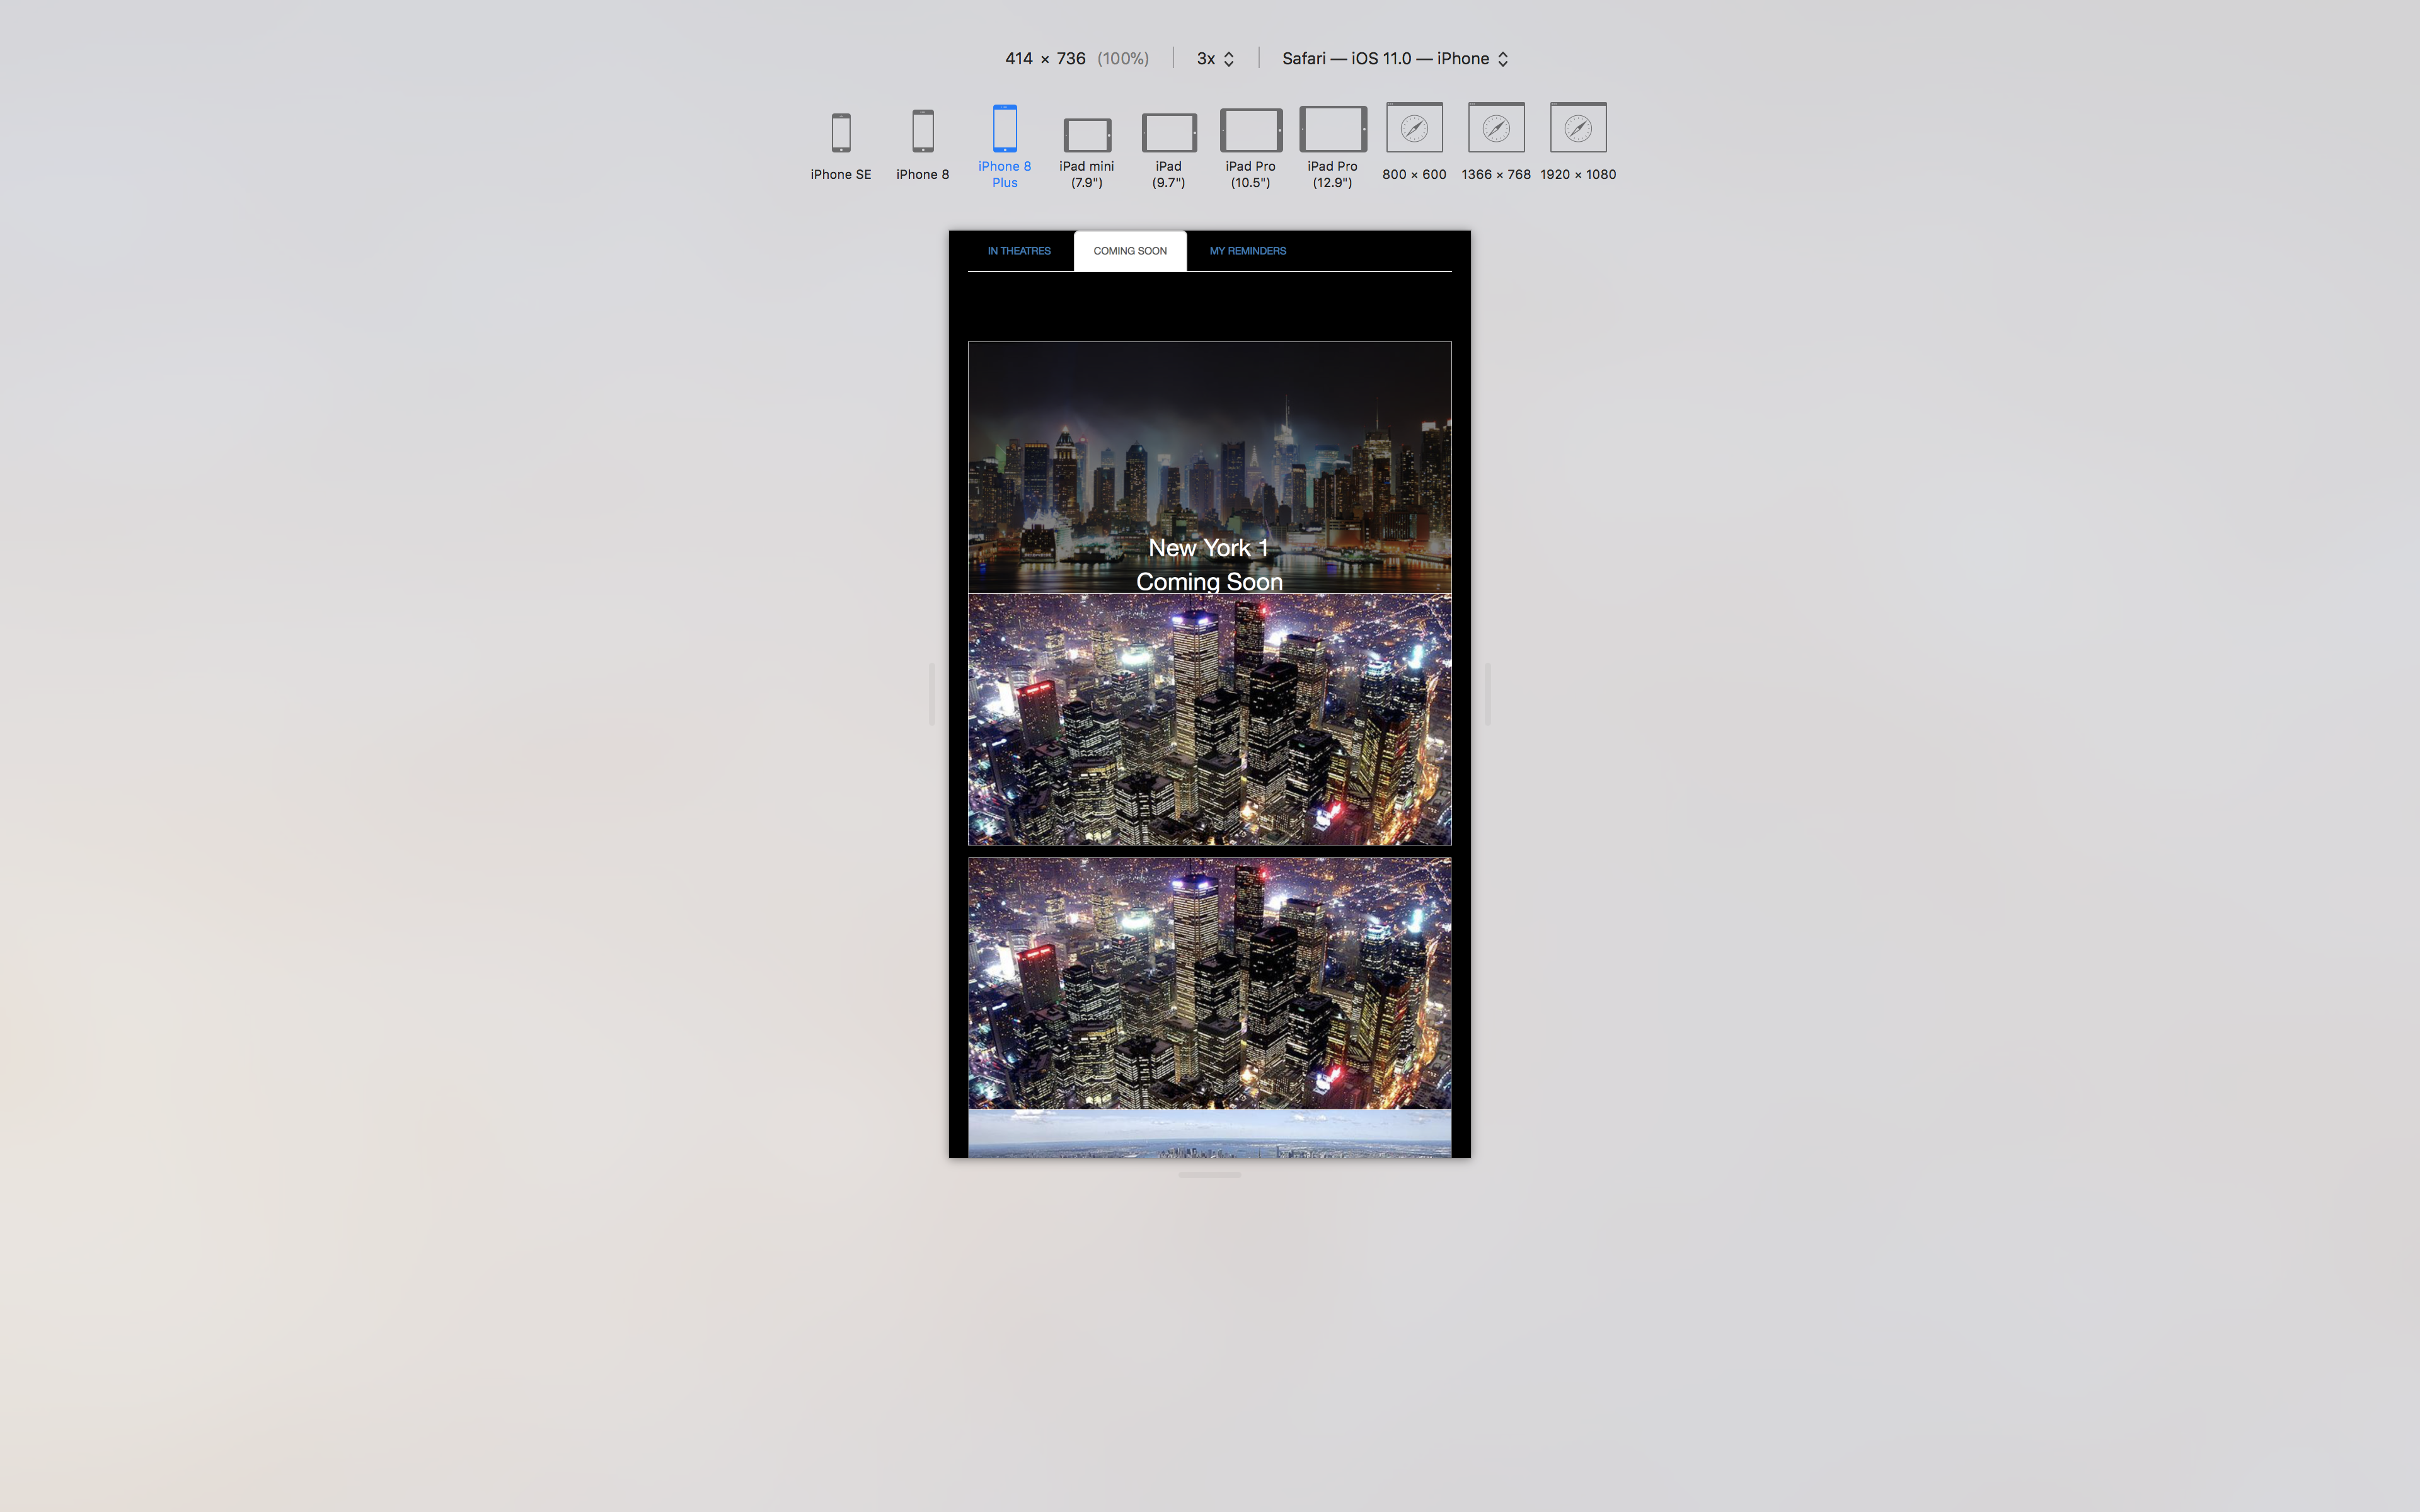 414 × 736 (100%) 3x Safari — iOS 11.0 — iPhone
iPhone SE
iPhone 8
iPhone 8
Plus
iPad mini
(7.9")
iPad
(9.7")
iPad Pro
(10.5")
iPad Pro
(12.9")
800 × 600
1366 × 768
1920 × 1080
IN THEATRES COMING SOON MY REMINDERS
New York 1
Coming Soon